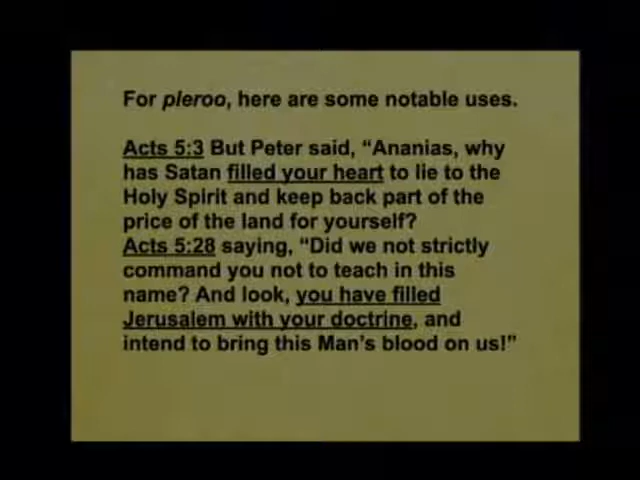 For pleroo, here are some notable uses.
Acts 5:3 But Peter said, “Ananias, why
has Satan filled your heart to lie to the
Holy Spirit and keep back part of the
price of the land for yourself?
Acts 5:28 saying, “Did we not strictly
command you not to teach in this
name? And look, you have filled
Jerusalem with your doctrine, and
intend to bring this Man’s blood on us!”